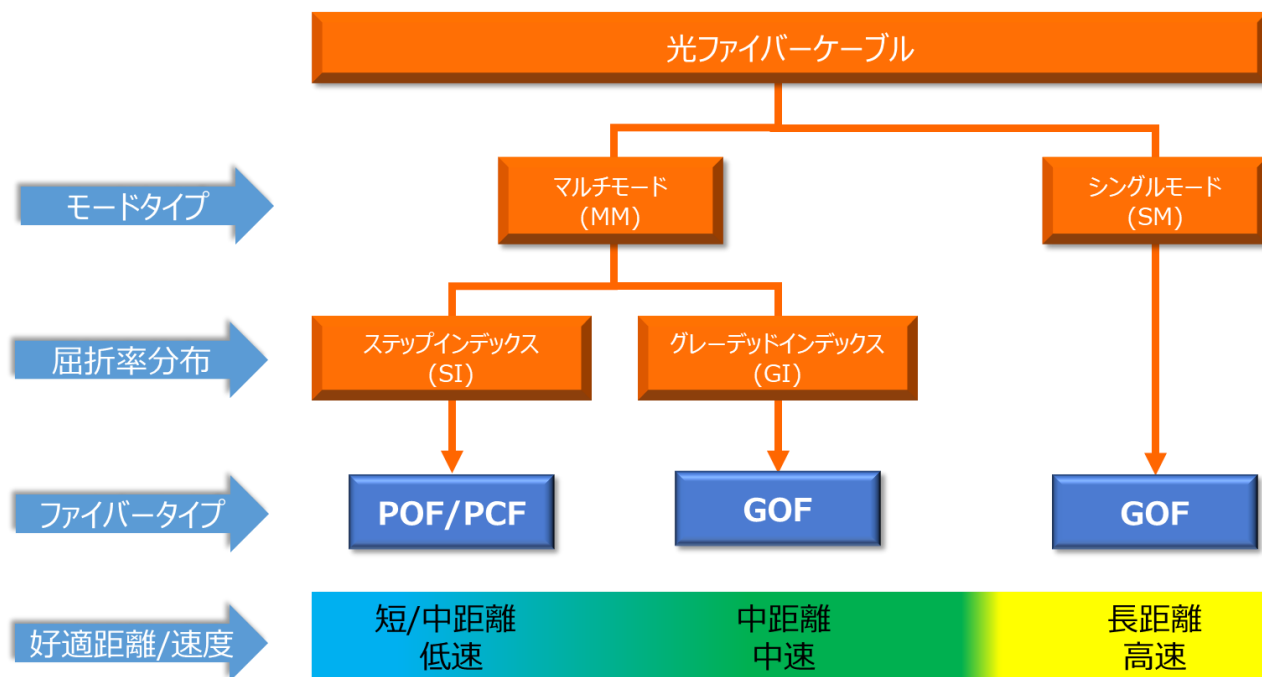 光ファイバーケーブル
モードタイプ
マルチモード
(MM)
シングルモード
(SM)
屈折率分布
ステップインデックス
(SI)
グレーデッドインデックス
(GI)
ファイバータイプ
POF/PCF
GOF
GOF
好適距離/速度
短/中距離
低速
中距離
中速
長距離
高速